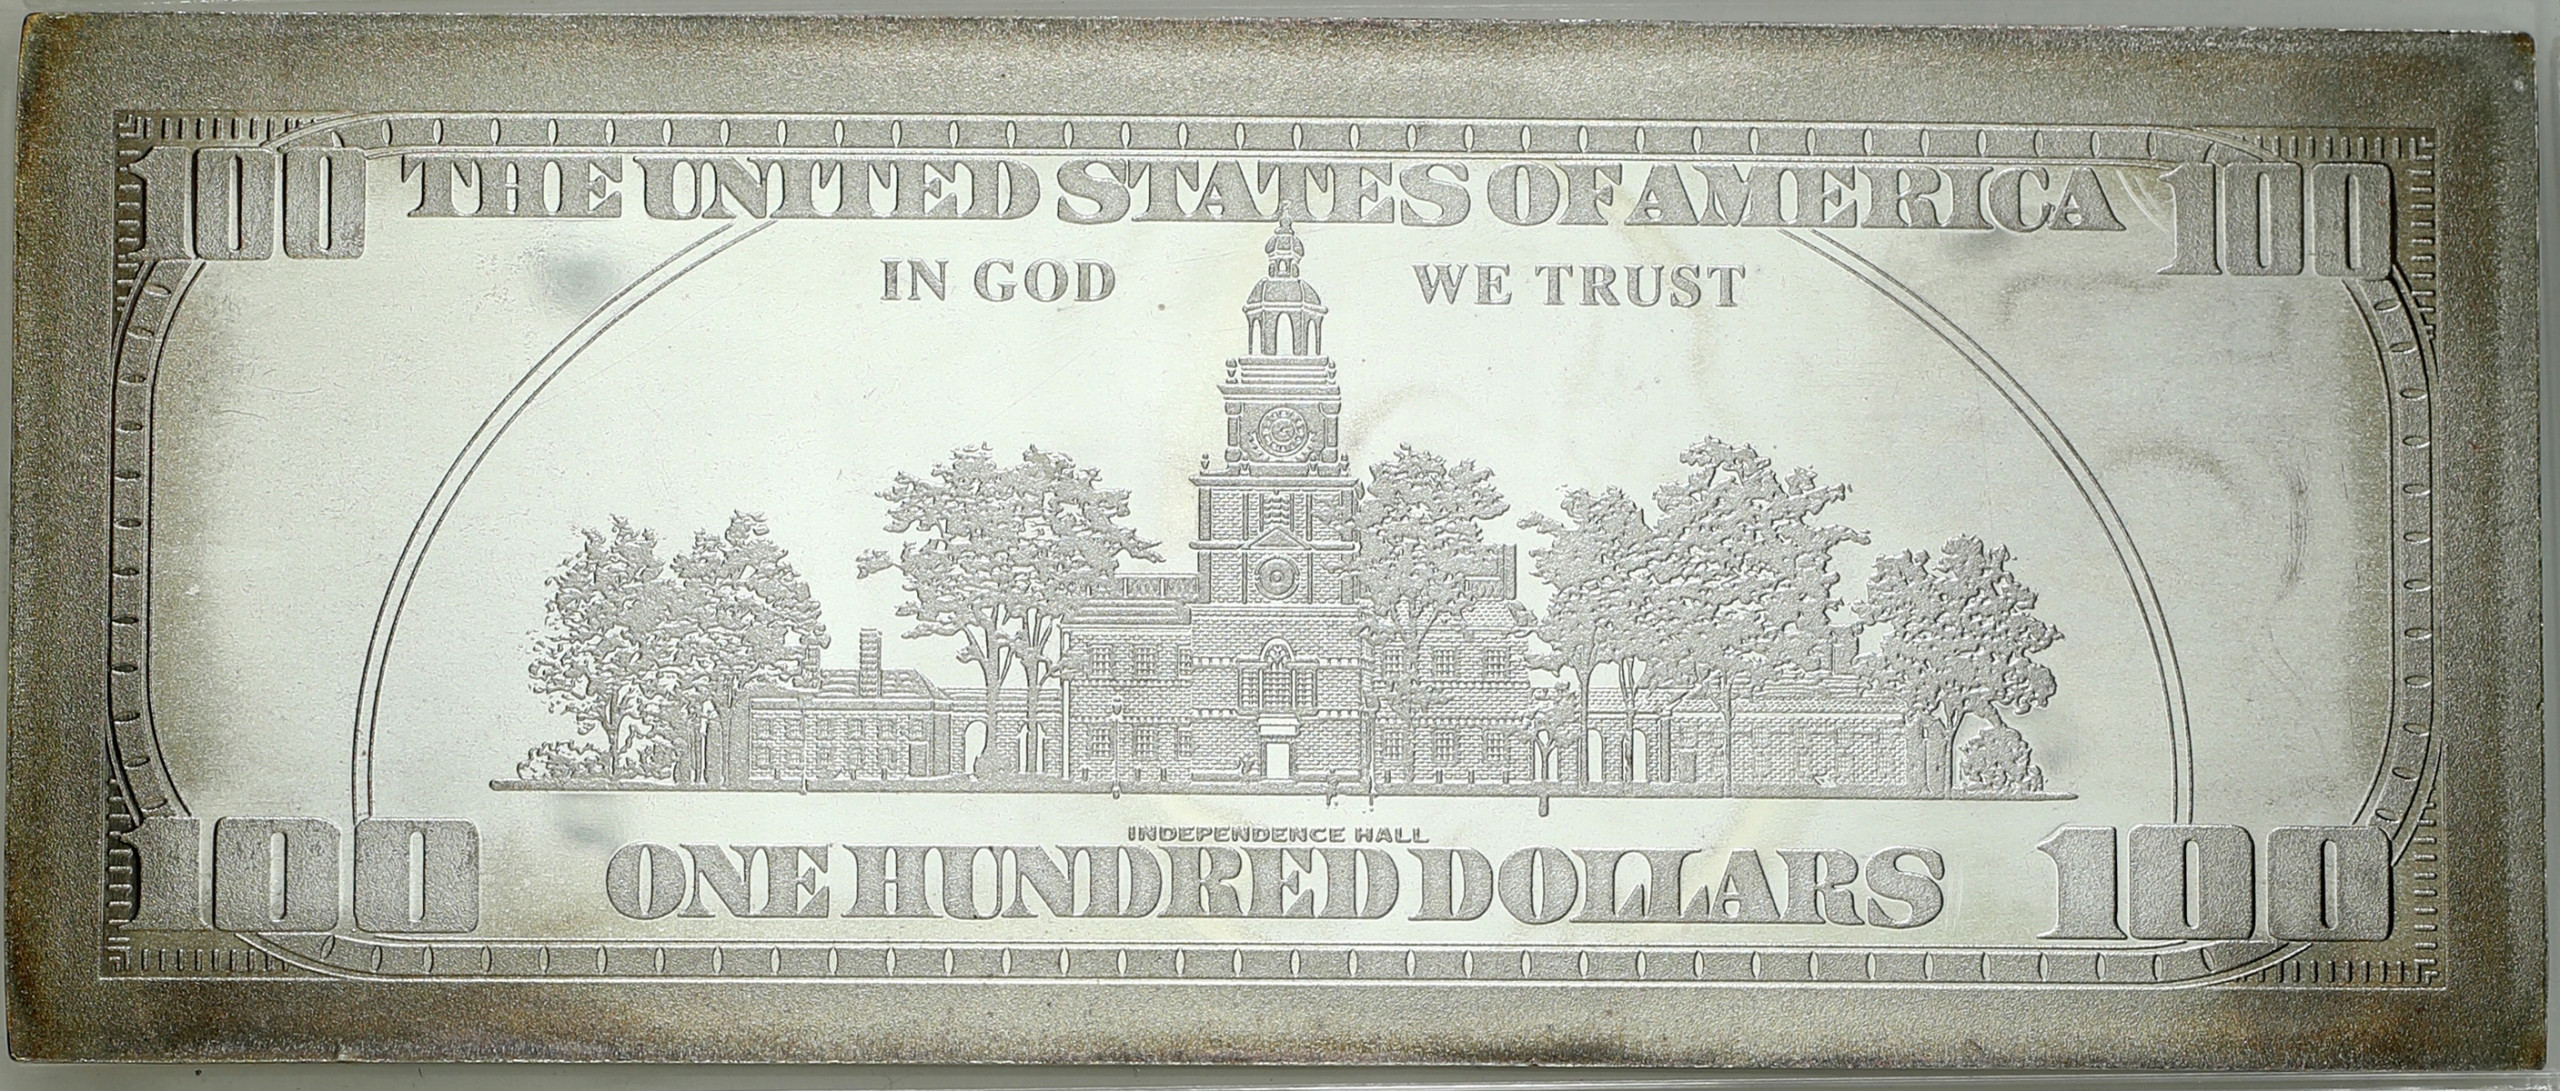 100 THE UNITED STATES OF AMERICA 100
IN GOD WE TRUST
INDEPENDENCE HALL
100 ONE HUNDRED DOLLARS 100